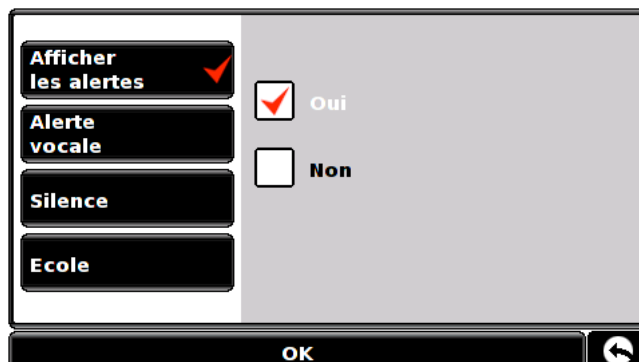 Afficher
les alertes
Alerte
vocale
Silence
Ecole
Oui
Non
OK